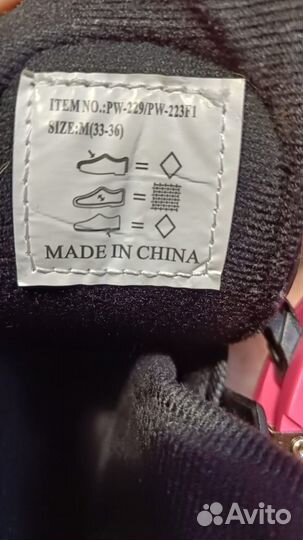 ITEM NO.:PW-229/PW-223F1
SIZE:M(33-36)
=
=
=
MADE IN CHINA
Avito